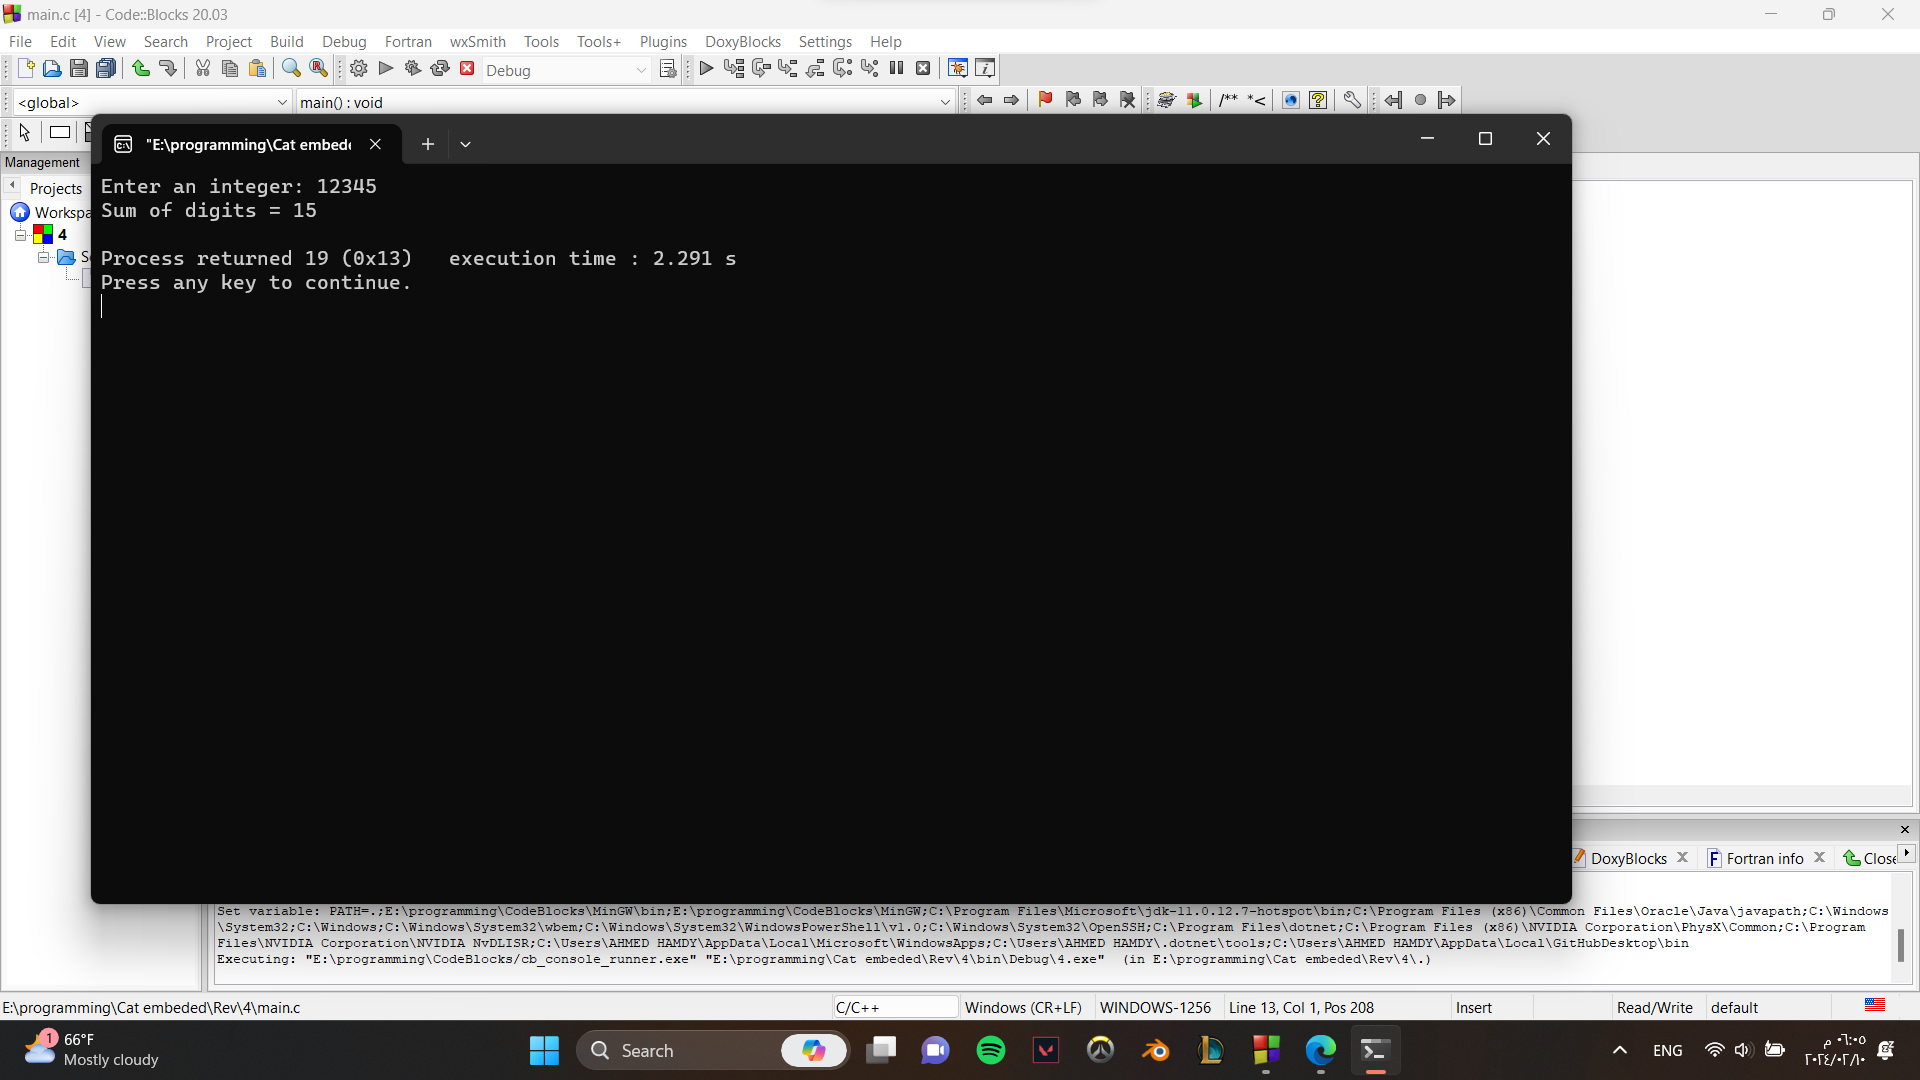 main.c [4] - Code::Blocks 20.03
File Edit View Search Project Build Debug Fortran wxSmith Tools Tools+ Plugins DoxyBlocks Settings Help
Debug
<global> main() : void
/** *<
"E:\programming\Cat embed
Management
Projects
Workspa
4
S
Enter an integer: 12345
Sum of digits = 15
Process returned 19 (0x13)   execution time : 2.291 s
Press any key to continue.
DoxyBlocks Fortran info Close
Set variable: PATH=.;E:\programming\CodeBlocks\MinGW\bin;E:\programming\CodeBlocks\MinGW;C:\Program Files\Microsoft\jdk-11.0.12.7-hotspot\bin;C:\Program Files (x86)\Common Files\Oracle\Java\javapath;C:\Windows
\System32;C:\Windows;C:\Windows\System32\wbem;C:\Windows\System32\WindowsPowerShell\v1.0;C:\Windows\System32\OpenSSH;C:\Program Files\dotnet;C:\Program Files (x86)\NVIDIA Corporation\PhysX\Common;C:\Program
Files\NVIDIA Corporation\NVIDIA NvDLISR;C:\Users\AHMED HAMDY\AppData\Local\Microsoft\WindowsApps;C:\Users\AHMED HAMDY\.dotnet\tools;C:\Users\AHMED HAMDY\AppData\Local\GitHubDesktop\bin
Executing: "E:\programming\CodeBlocks/cb_console_runner.exe" "E:\programming\Cat embeded\Rev\4\bin\Debug\4.exe"  (in E:\programming\Cat embeded\Rev\4\.)
E:\programming\Cat embeded\Rev\4\main.c C/C++ Windows (CR+LF) WINDOWS-1256 Line 13, Col 1, Pos 208 Insert Read/Write default
1
66°F
Mostly cloudy
Search
ENG
٠٦:٠٥ م
٢٠٢٤/٠٢/١٠